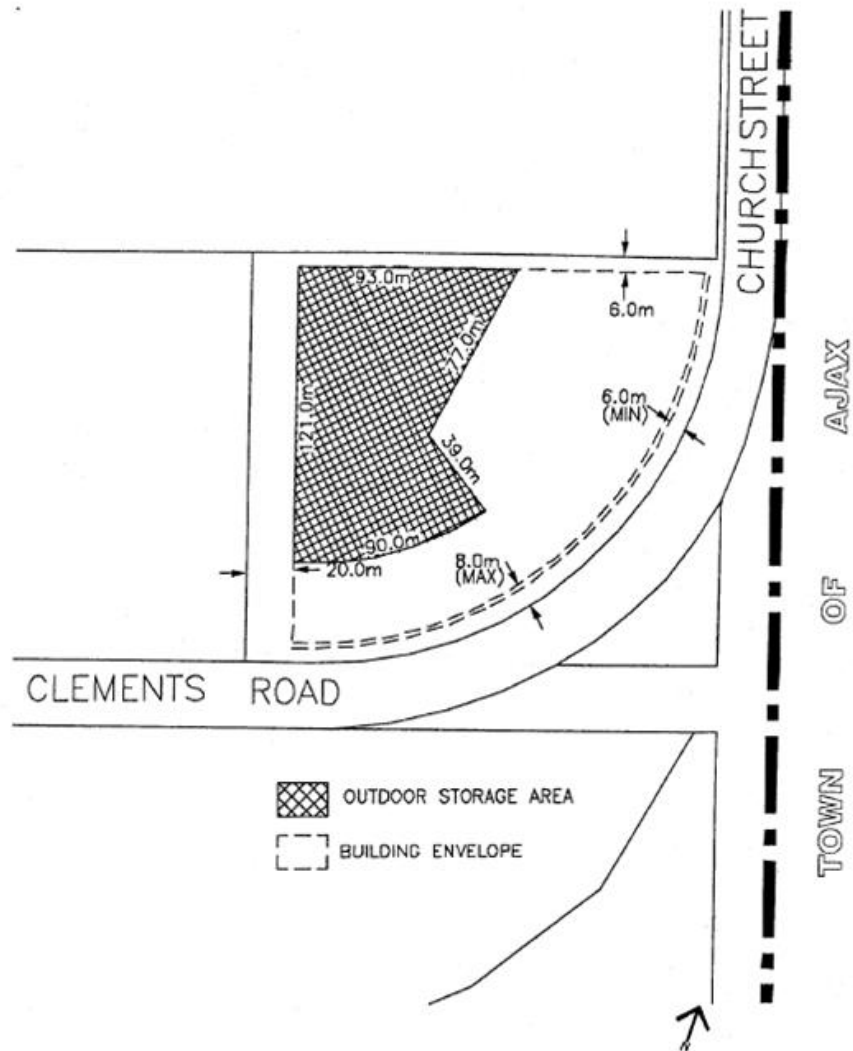 CHURCH STREET
93.0m
6.0m
77.0m
6.0m
(MIN)
121.0m
39.0m
90.0m
20.0m
8.0m
(MAX)
CLEMENTS ROAD
TOWN OF AJAX
OUTDOOR STORAGE AREA
BUILDING ENVELOPE